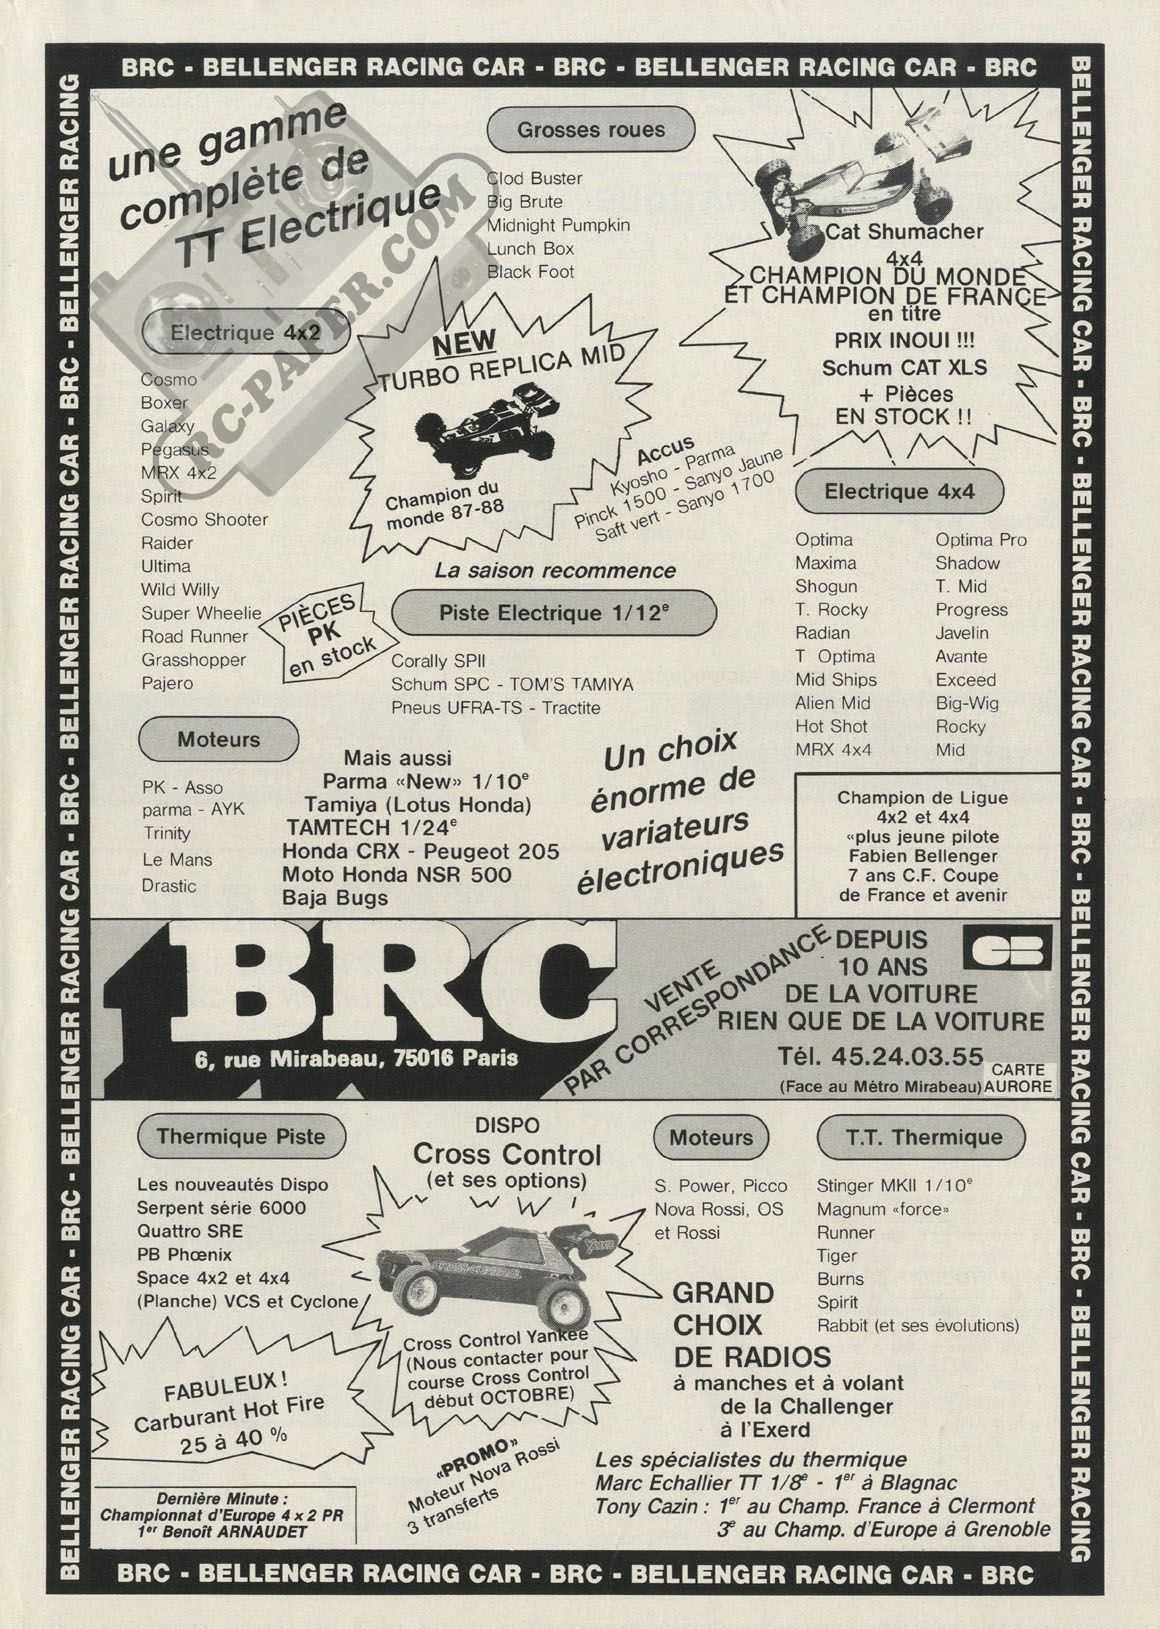 BRC - BELLENGER RACING CAR - BRC - BELLENGER RACING CAR - BRC
BELLENGER RACING CAR - BRC - BELLENGER RACING CAR - BRC - BELLENGER RACING CAR - BRC - BELLENGER RACING
BELLENGER RACING CAR - BRC - BELLENGER RACING CAR - BRC - BELLENGER RACING CAR - BRC - BELLENGER RACING
une gamme
complète de
TT Electrique
RC-PAPER.COM
Grosses roues
Clod Buster
Big Brute
Midnight Pumpkin
Lunch Box
Black Foot
Cat Shumacher
4x4
CHAMPION DU MONDE
ET CHAMPION DE FRANCE
en titre
PRIX INOUI !!!
Schum CAT XLS
+ Pièces
EN STOCK !!
Electrique 4x2
Cosmo
Boxer
Galaxy
Pegasus
MRX 4x2
Spirit
Cosmo Shooter
Raider
Ultima
Wild Willy
Super Wheelie
Road Runner
Grasshopper
Pajero
NEW
TURBO REPLICA MID
Champion du
monde 87-88
Accus
Kyosho - Parma
Pinck 1500 - Sanyo Jaune
Saft vert - Sanyo 1700
Electrique 4x4
Optima
Maxima
Shogun
T. Rocky
Radian
T Optima
Mid Ships
Alien Mid
Hot Shot
MRX 4x4
Optima Pro
Shadow
T. Mid
Progress
Javelin
Avante
Exceed
Big-Wig
Rocky
Mid
La saison recommence
PIÈCES
PK
en stock
Piste Electrique 1/12e
Corally SPII
Schum SPC - TOM'S TAMIYA
Pneus UFRA-TS - Tractite
Moteurs
PK - Asso
parma - AYK
Trinity
Le Mans
Drastic
Mais aussi
Parma «New» 1/10e
Tamiya (Lotus Honda)
TAMTECH 1/24e
Honda CRX - Peugeot 205
Moto Honda NSR 500
Baja Bugs
Un choix
énorme de
variateurs
électroniques
Champion de Ligue
4x2 et 4x4
«plus jeune pilote
Fabien Bellenger
7 ans C.F. Coupe
de France et avenir
BRC
6, rue Mirabeau, 75016 Paris
VENTE
PAR CORRESPONDANCE
DEPUIS
10 ANS
DE LA VOITURE
RIEN QUE DE LA VOITURE
Tél. 45.24.03.55
(Face au Métro Mirabeau)
CB
CARTE
AURORE
Thermique Piste
Les nouveautés Dispo
Serpent série 6000
Quattro SRE
PB Phœnix
Space 4x2 et 4x4
(Planche) VCS et Cyclone
DISPO
Cross Control
(et ses options)
CROSS-CONTROL
YANKEE
Cross Control Yankee
(Nous contacter pour
course Cross Control
début OCTOBRE)
Moteurs
S. Power, Picco
Nova Rossi, OS
et Rossi
T.T. Thermique
Stinger MKII 1/10e
Magnum «force»
Runner
Tiger
Burns
Spirit
Rabbit (et ses évolutions)
GRAND
CHOIX
DE RADIOS
à manches et à volant
de la Challenger
à l'Exerd
FABULEUX !
Carburant Hot Fire
25 à 40 %
«PROMO»
Moteur Nova Rossi
3 transferts
Les spécialistes du thermique
Marc Echallier TT 1/8e - 1er à Blagnac
Tony Cazin : 1er au Champ. France à Clermont
3e au Champ. d'Europe à Grenoble
Dernière Minute :
Championnat d'Europe 4 x 2 PR
1er Benoît ARNAUDET
BRC - BELLENGER RACING CAR - BRC - BELLENGER RACING CAR - BRC